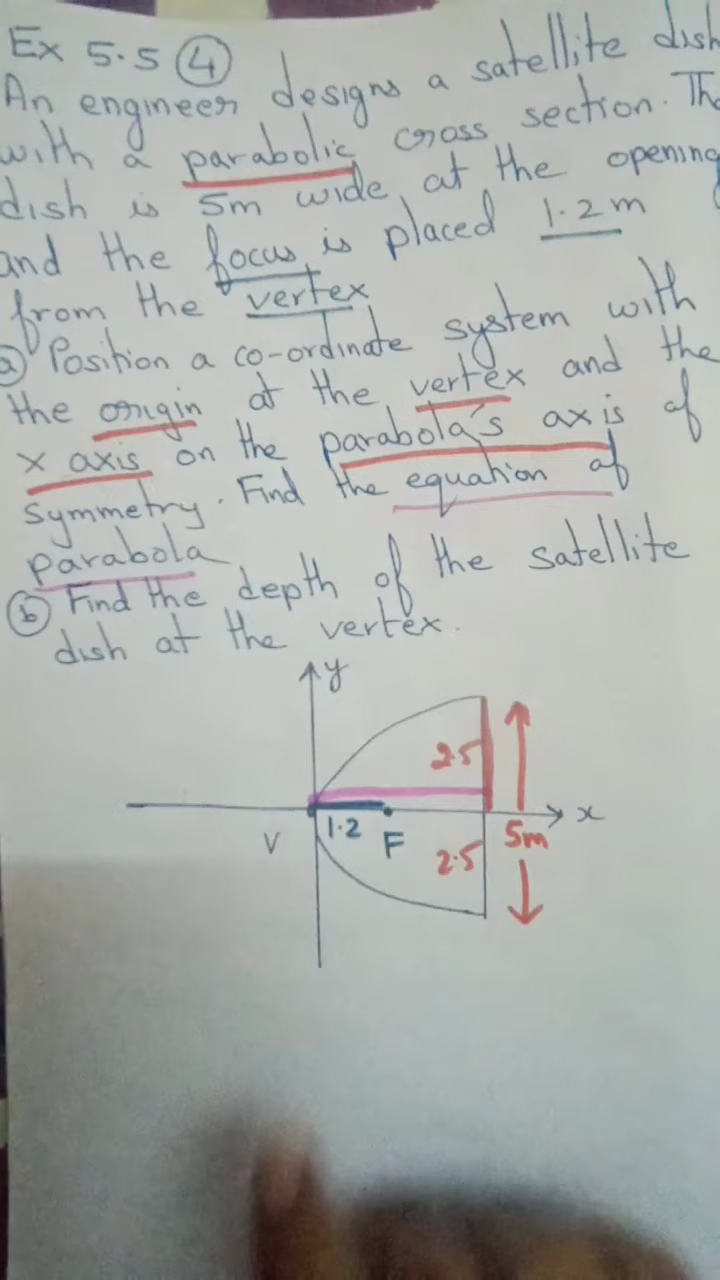 Ex 5.5 ④
An engineer designs a satellite dish
with a parabolic cross section. The
dish is 5m wide at the opening
and the focus is placed 1.2 m
from the vertex
ⓐ Position a co-ordinate system with
the origin at the vertex and the
x axis on the parabola's axis of
symmetry. Find the equation of
parabola
ⓑ Find the depth of the satellite
dish at the vertex.
y
2.5
x
1.2
V
F
2.5
5m